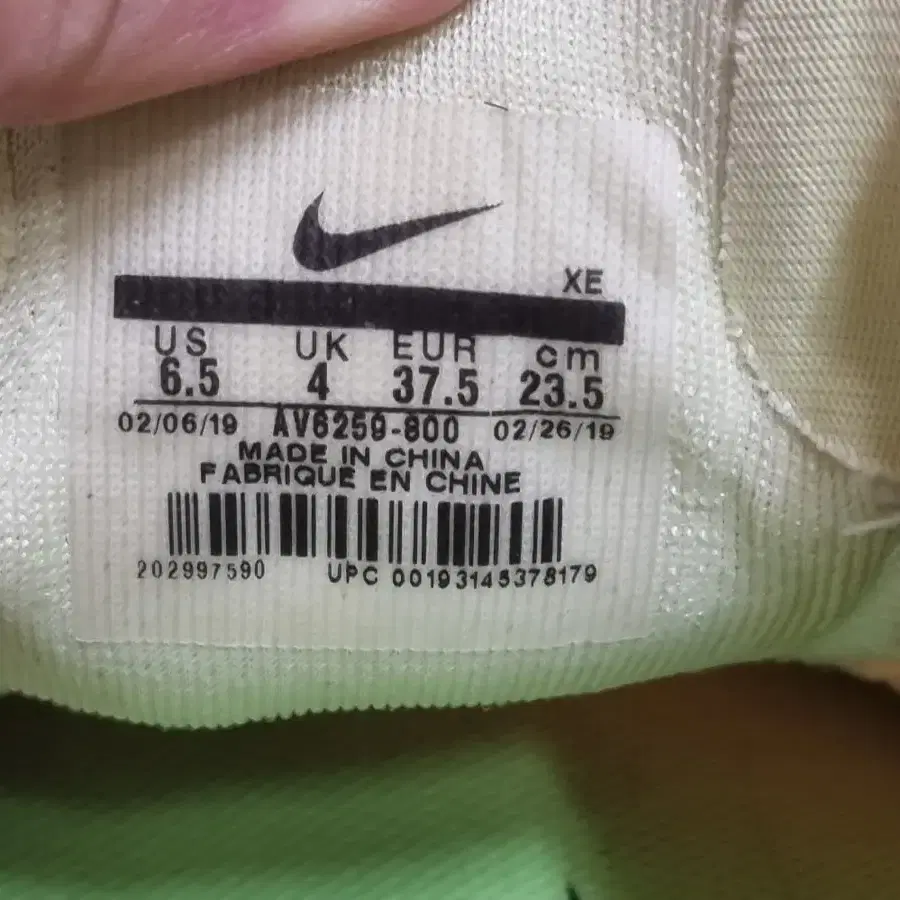 XE
US UK EUR cm
6.5 4 37.5 23.5
02/06/19 AV6259-800 02/26/19
MADE IN CHINA
FABRIQUE EN CHINE
202997590 UPC 00193145378179